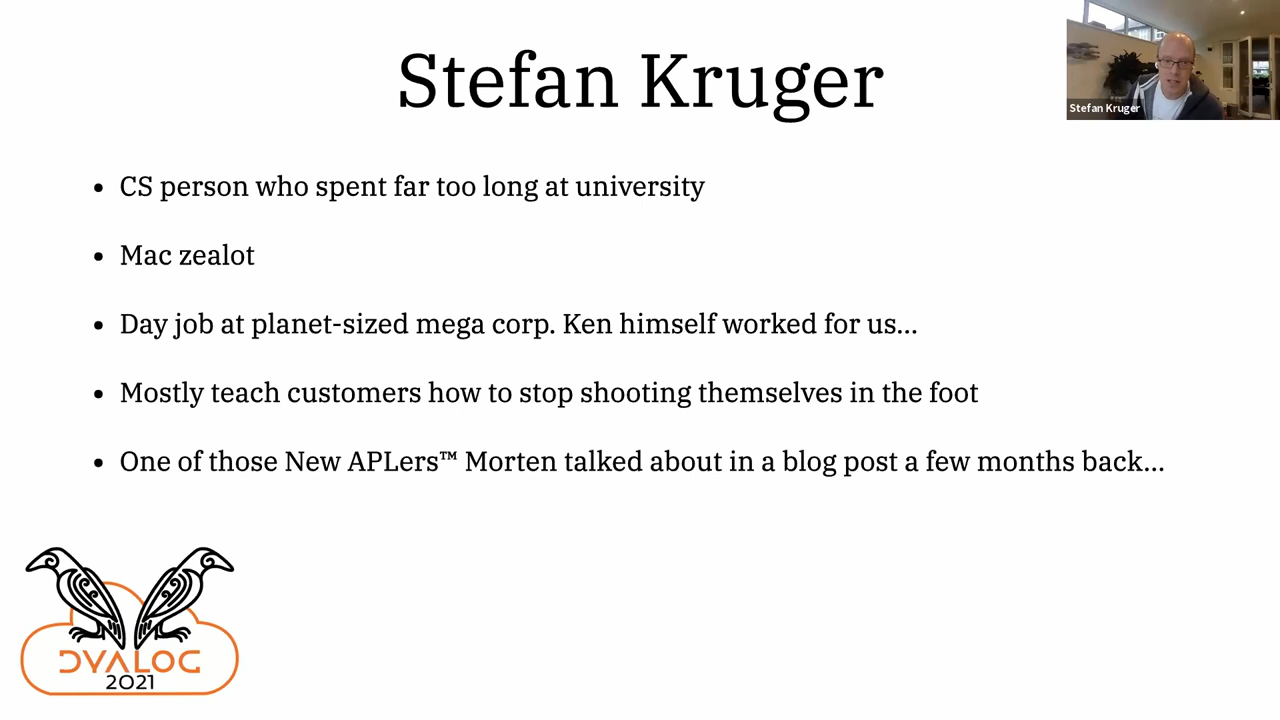 Stefan Kruger
Stefan Kruger
• CS person who spent far too long at university
• Mac zealot
• Day job at planet-sized mega corp. Ken himself worked for us...
• Mostly teach customers how to stop shooting themselves in the foot
• One of those New APLers™ Morten talked about in a blog post a few months back...
DYALOG
2021